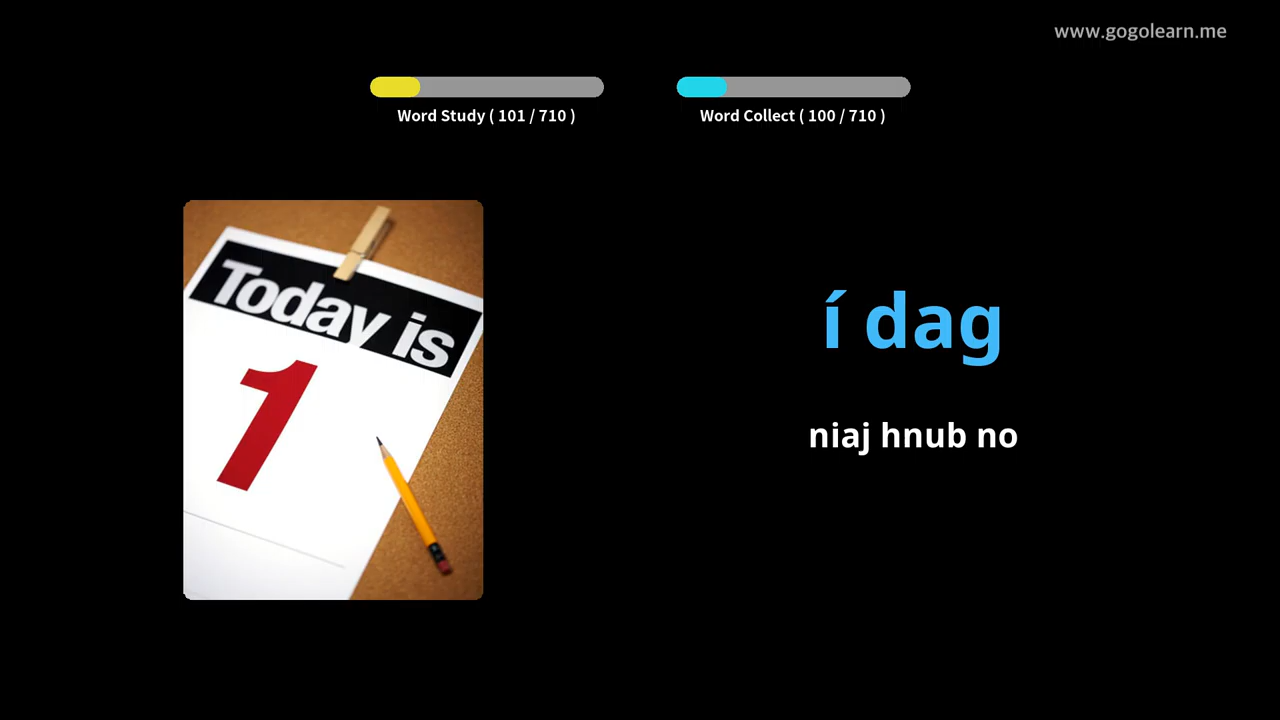 www.gogolearn.me
Word Study ( 101 / 710 )
Word Collect ( 100 / 710 )
Today is
1
í dag
niaj hnub no